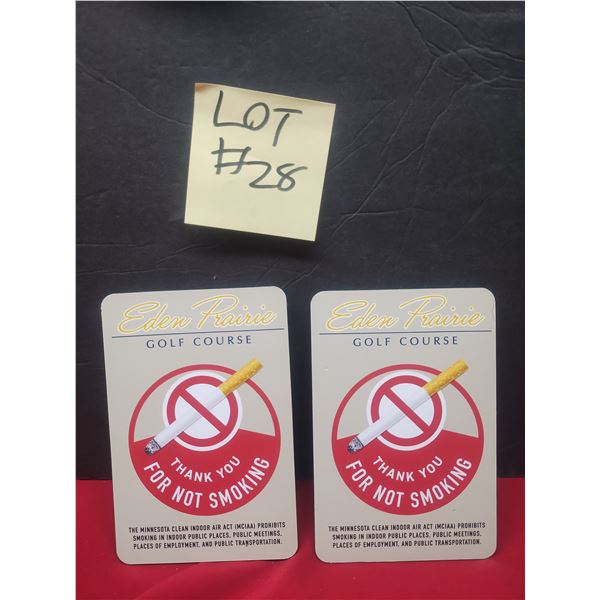 LOT
#28
Eden Prairie
GOLF COURSE
THANK YOU
FOR NOT SMOKING
THE MINNESOTA CLEAN INDOOR AIR ACT (MCIAA) PROHIBITS
SMOKING IN INDOOR PUBLIC PLACES, PUBLIC MEETINGS,
PLACES OF EMPLOYMENT, AND PUBLIC TRANSPORTATION.
Eden Prairie
GOLF COURSE
THANK YOU
FOR NOT SMOKING
THE MINNESOTA CLEAN INDOOR AIR ACT (MCIAA) PROHIBITS
SMOKING IN INDOOR PUBLIC PLACES, PUBLIC MEETINGS,
PLACES OF EMPLOYMENT, AND PUBLIC TRANSPORTATION.